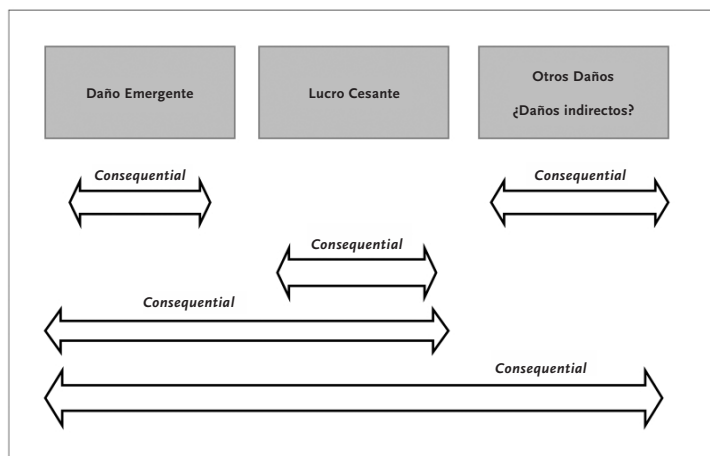 Daño Emergente
Lucro Cesante
Otros Daños
¿Daños indirectos?
Consequential
Consequential
Consequential
Consequential
Consequential